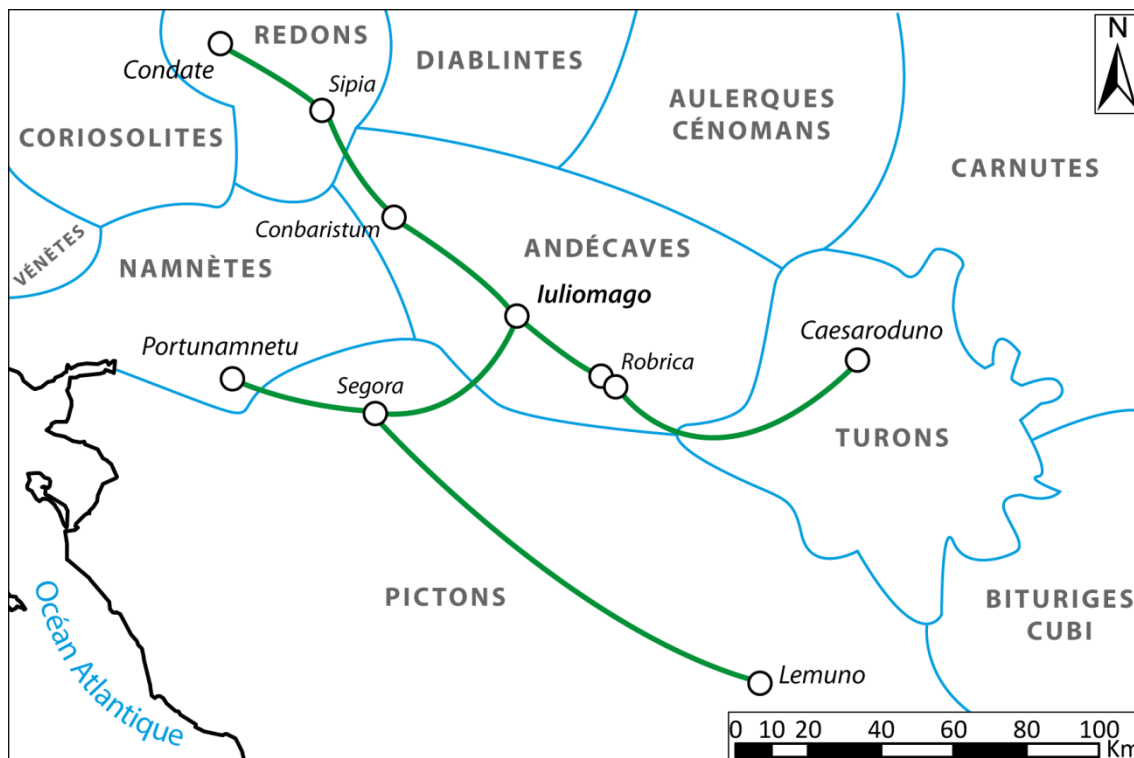 REDONS
N
DIABLINTES
Condate
Sipia
AULERQUES
CÉNOMANS
CORIOSOLITES
CARNUTES
Conbaristum
ANDÉCAVES
VÉNÈTES
NAMNÈTES
Iuliomago
Caesaroduno
Portunamnetu
Robrica
Segora
TURONS
PICTONS
BITURIGES
CUBI
Océan Atlantique
Lemuno
0 10 20 40 60 80 100
Km